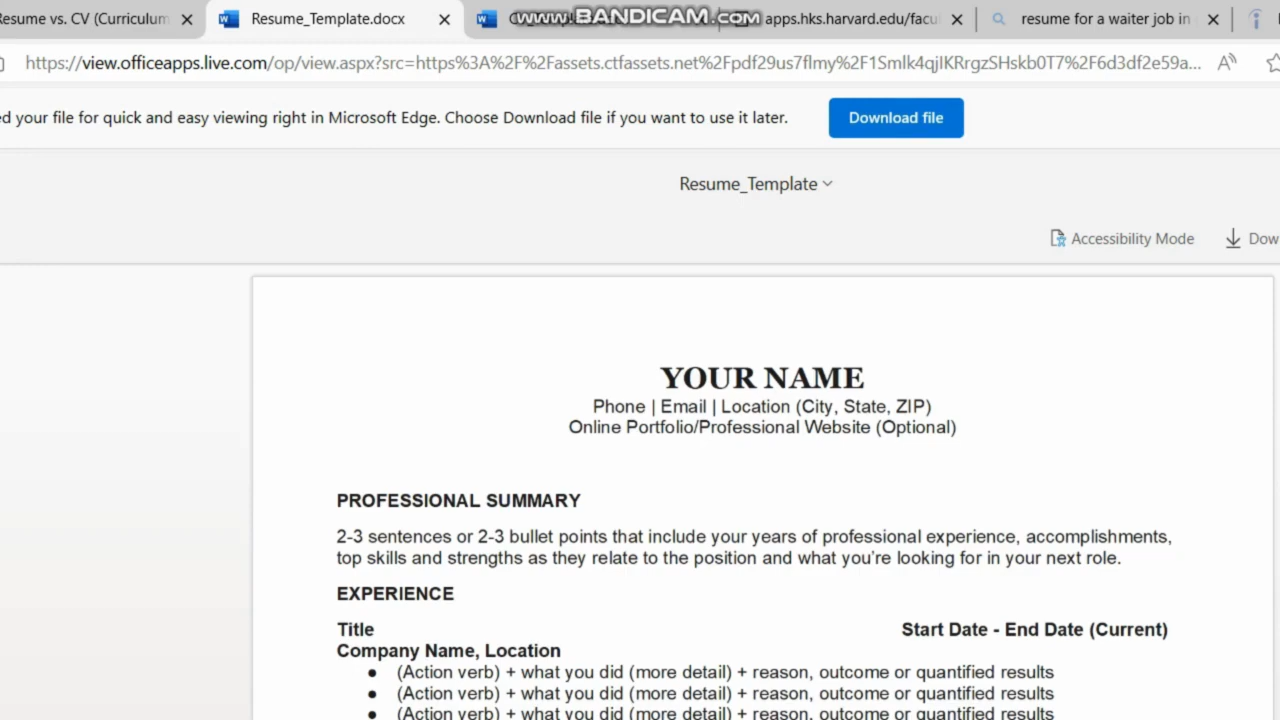 esume vs. CV (Curriculum
Resume_Template.docx
www.BANDICAM.com
apps.hks.harvard.edu/facul
resume for a waiter job in
https://view.officeapps.live.com/op/view.aspx?src=https%3A%2F%2Fassets.ctfassets.net%2Fpdf29us7flmy%2F1Smlk4qjIKRrgzSHskb0T7%2F6d3df2e59a...
ed your file for quick and easy viewing right in Microsoft Edge. Choose Download file if you want to use it later.
Download file
Resume_Template
Accessibility Mode
Dow
YOUR NAME
Phone | Email | Location (City, State, ZIP)
Online Portfolio/Professional Website (Optional)
PROFESSIONAL SUMMARY
2-3 sentences or 2-3 bullet points that include your years of professional experience, accomplishments,
top skills and strengths as they relate to the position and what you're looking for in your next role.
EXPERIENCE
Title Start Date - End Date (Current)
Company Name, Location
● (Action verb) + what you did (more detail) + reason, outcome or quantified results
● (Action verb) + what you did (more detail) + reason, outcome or quantified results
● (Action verb) + what you did (more detail) + reason, outcome or quantified results